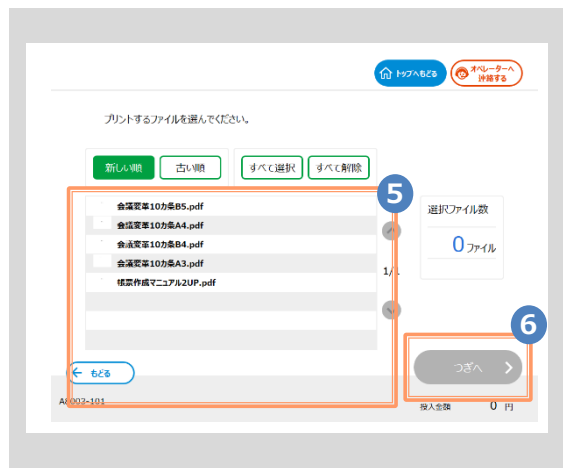 トップへもどる
オペレーターへ
連絡する
プリントするファイルを選んでください。
新しい順 古い順 すべて選択 すべて解除
5
会議変革10カ条B5.pdf
会議変革10カ条A4.pdf
会議変革10カ条B4.pdf
会議変革10カ条A3.pdf
帳票作成マニュアル2UP.pdf
選択ファイル数
0 ファイル
1/1
6
もどる
つぎへ
A8003-101
投入金額 0 円